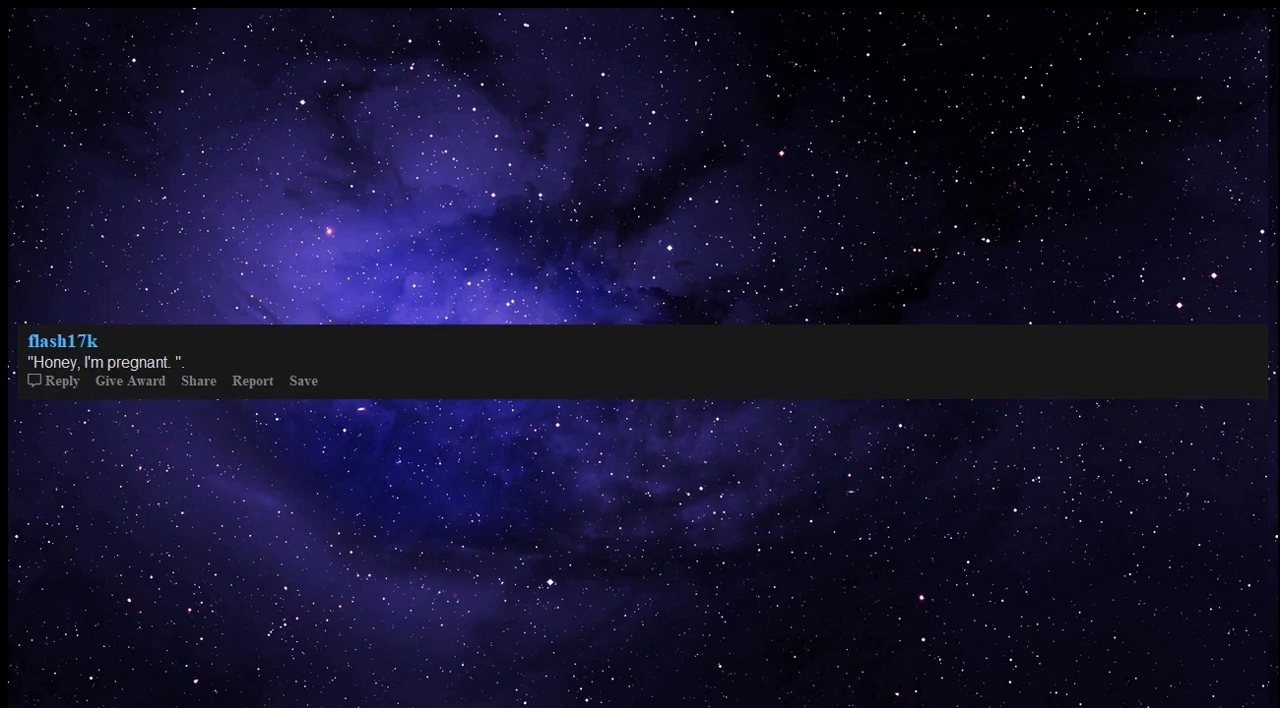 flash17k
"Honey, I'm pregnant. ".
Reply Give Award Share Report Save